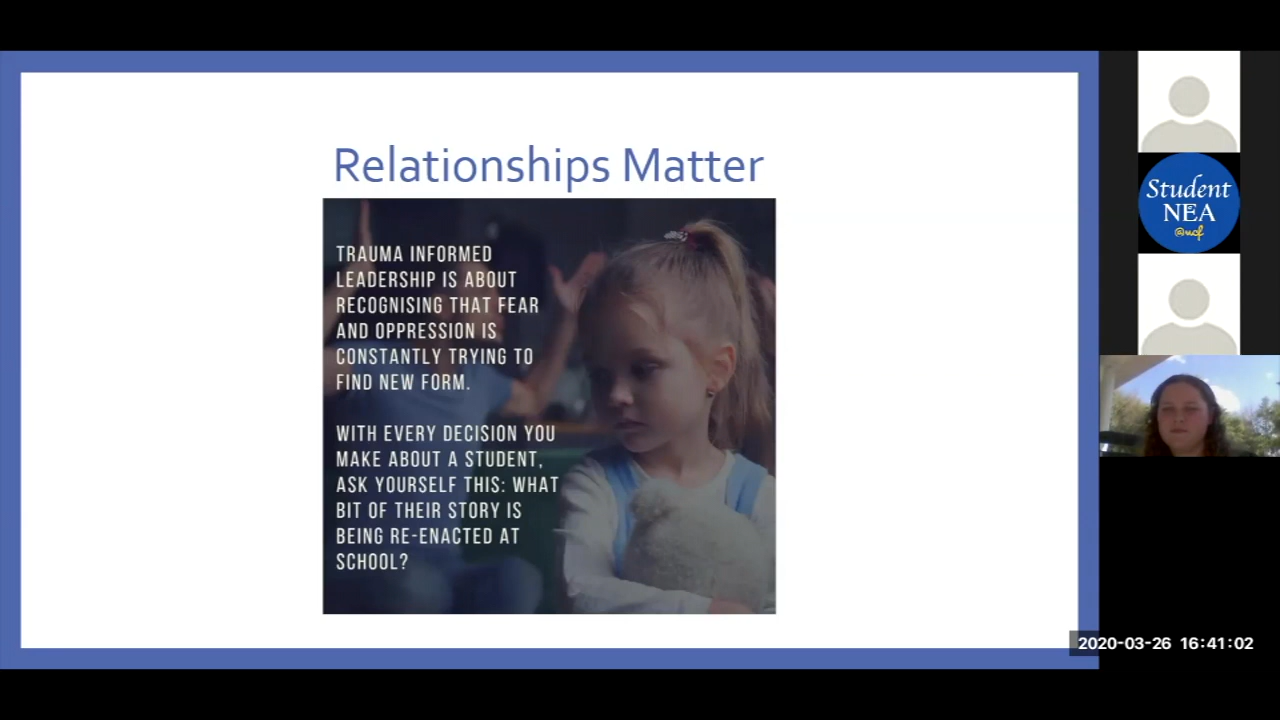 Relationships Matter
TRAUMA INFORMED
LEADERSHIP IS ABOUT
RECOGNISING THAT FEAR
AND OPPRESSION IS
CONSTANTLY TRYING TO
FIND NEW FORM.
WITH EVERY DECISION YOU
MAKE ABOUT A STUDENT,
ASK YOURSELF THIS: WHAT
BIT OF THEIR STORY IS
BEING RE-ENACTED AT
SCHOOL?
Student
NEA
@ucf
2020-03-26 16:41:02